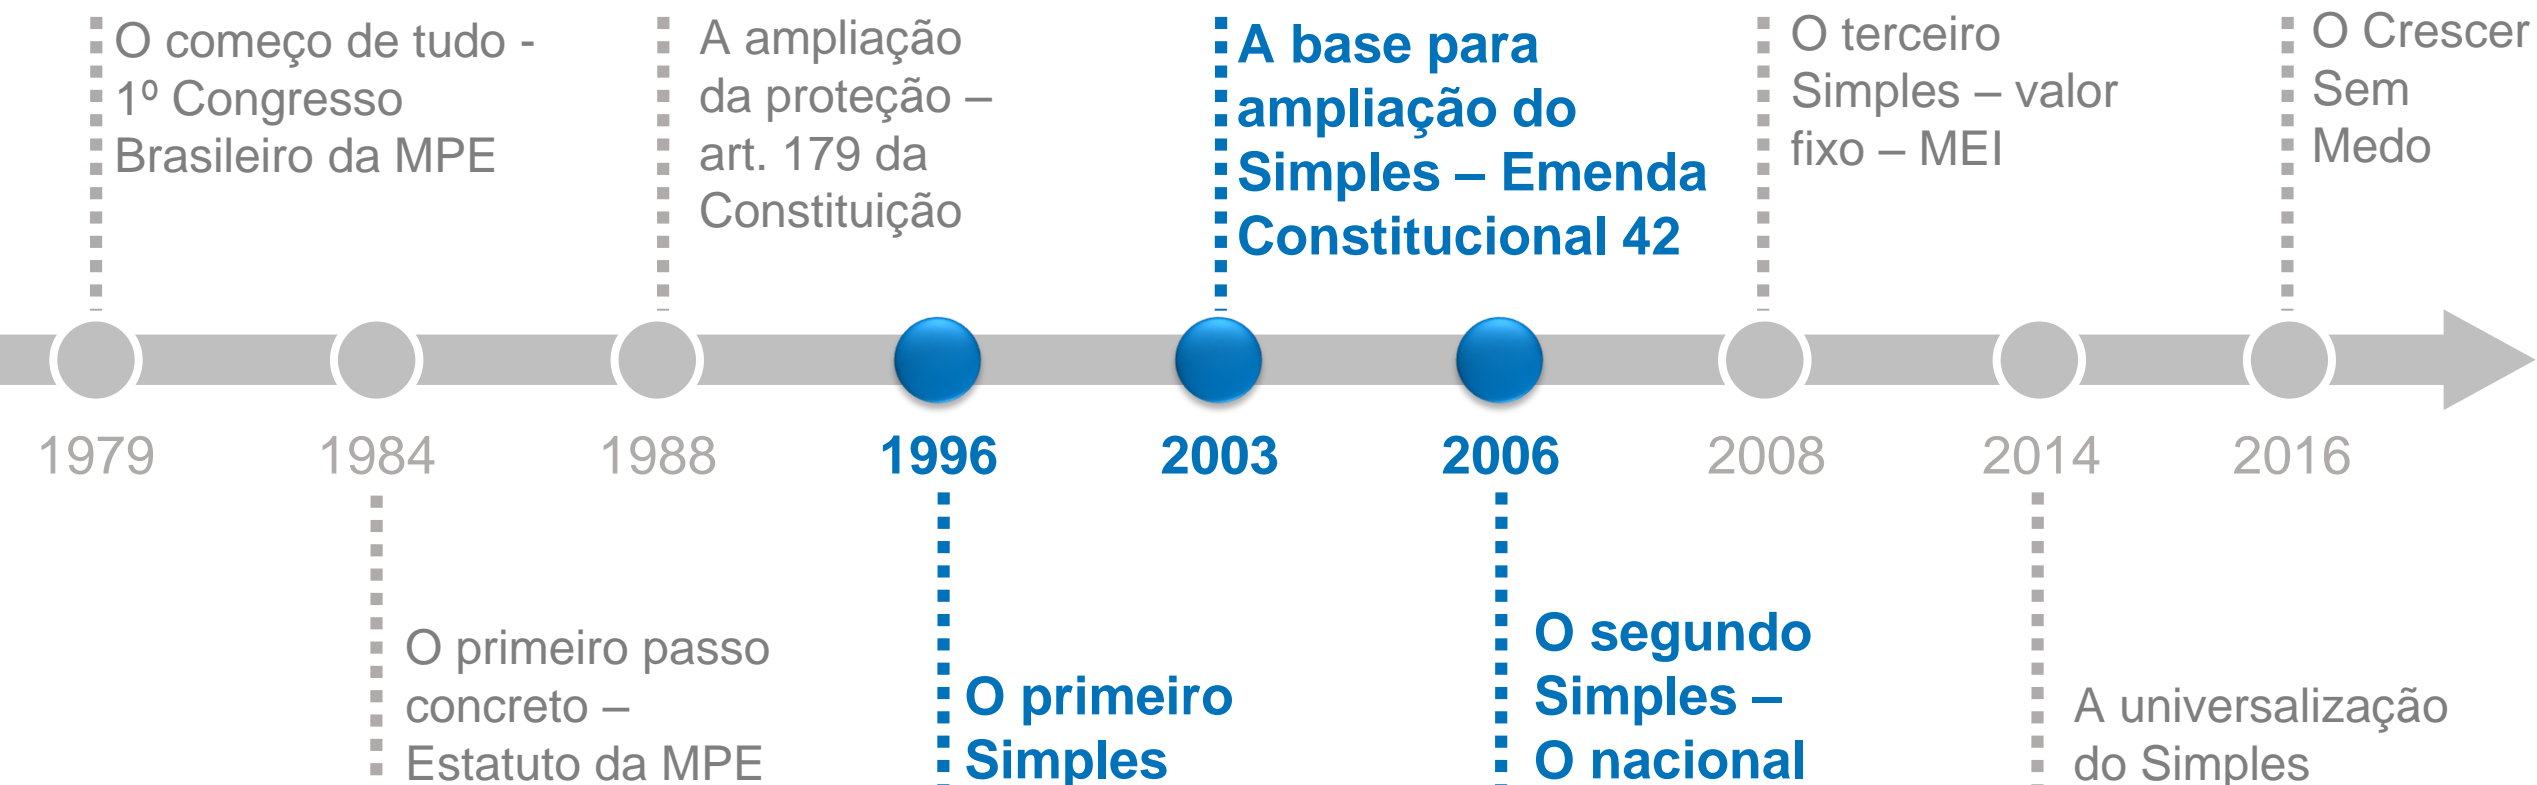 O começo de tudo -
1º Congresso
Brasileiro da MPE
A ampliação
da proteção –
art. 179 da
Constituição
A base para
ampliação do
Simples – Emenda
Constitucional 42
O terceiro
Simples – valor
fixo – MEI
O Crescer
Sem
Medo
1979
1984
1988
1996
2003
2006
2008
2014
2016
O primeiro passo
concreto –
Estatuto da MPE
O primeiro
Simples
O segundo
Simples –
O nacional
A universalização
do Simples